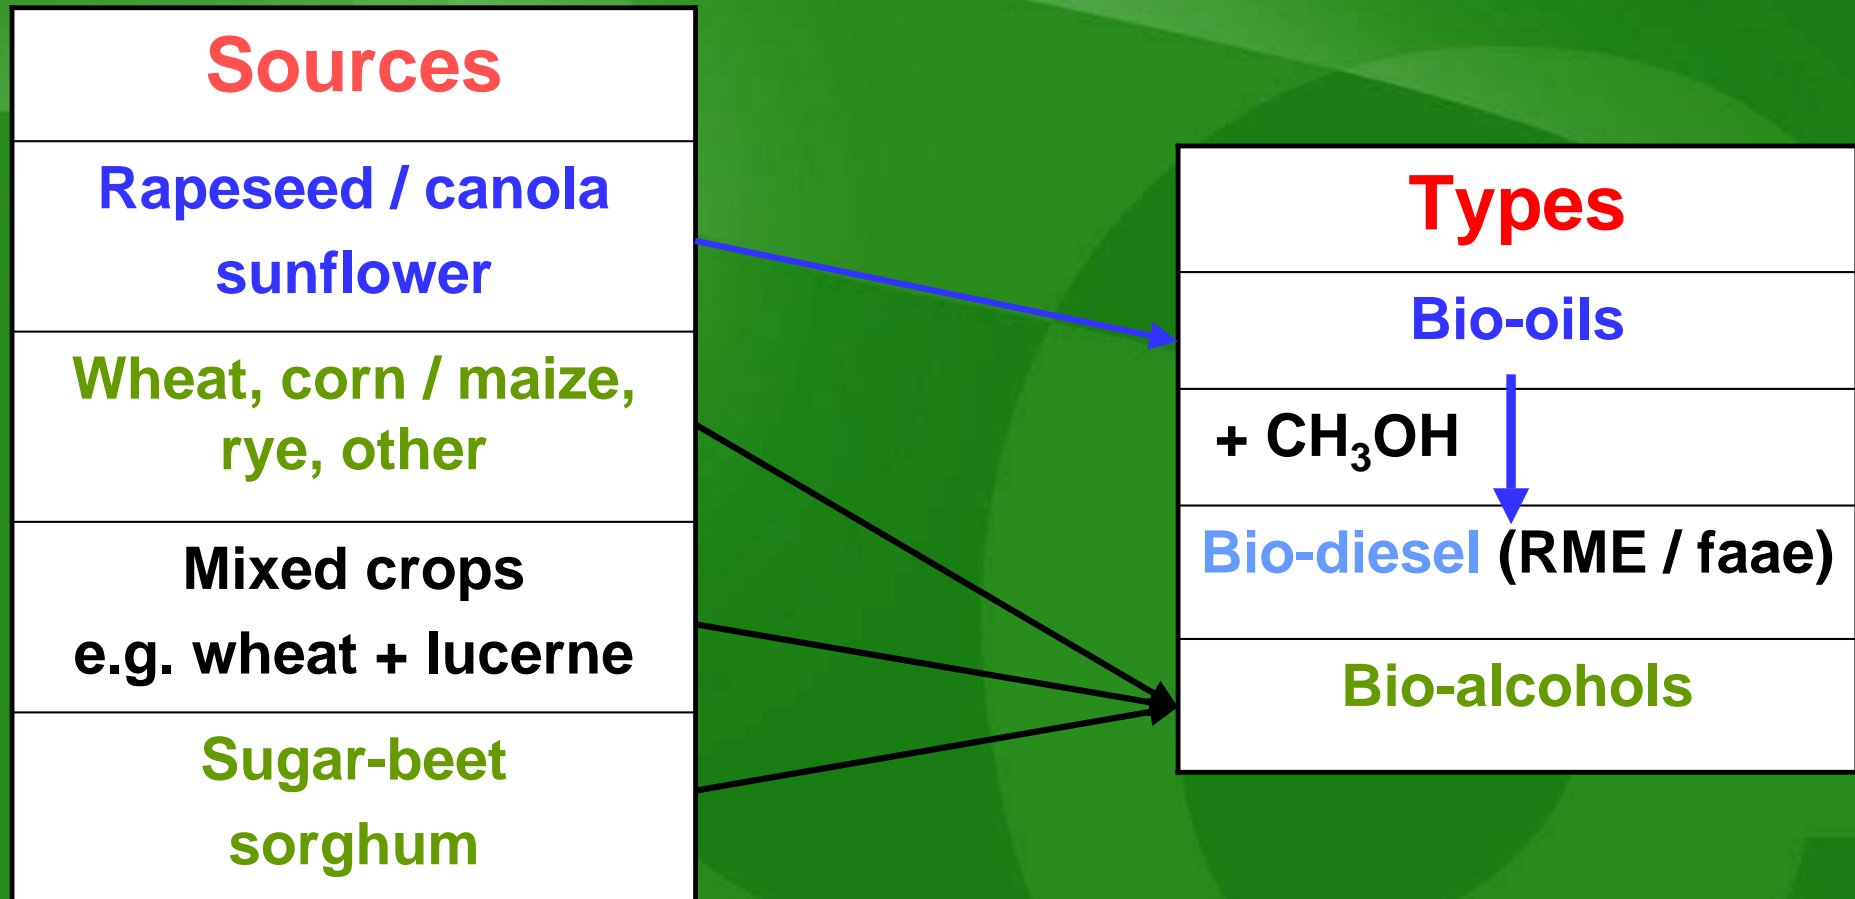 Sources
Rapeseed / canola
sunflower
Wheat, corn / maize,
rye, other
Mixed crops
e.g. wheat + lucerne
Sugar-beet
sorghum
Types
Bio-oils
+ CH₃OH
Bio-diesel (RME / faae)
Bio-alcohols